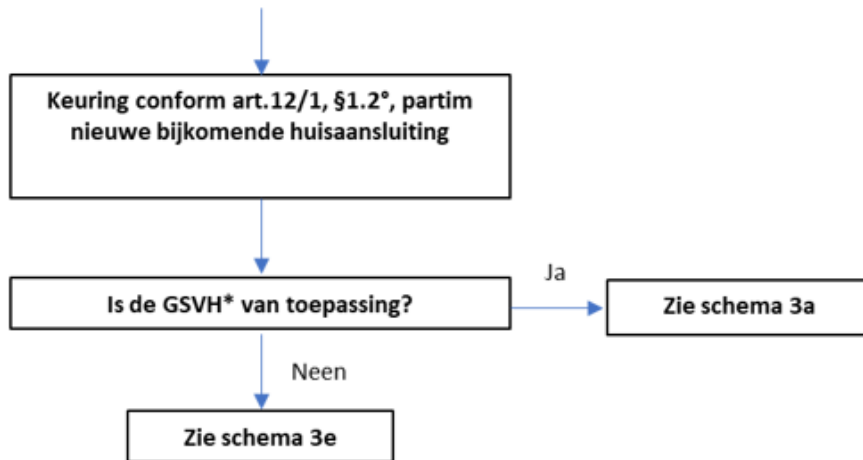 Keuring conform art.12/1, §1.2°, partim
nieuwe bijkomende huisaansluiting
Is de GSVH* van toepassing?
Ja
Zie schema 3a
Neen
Zie schema 3e